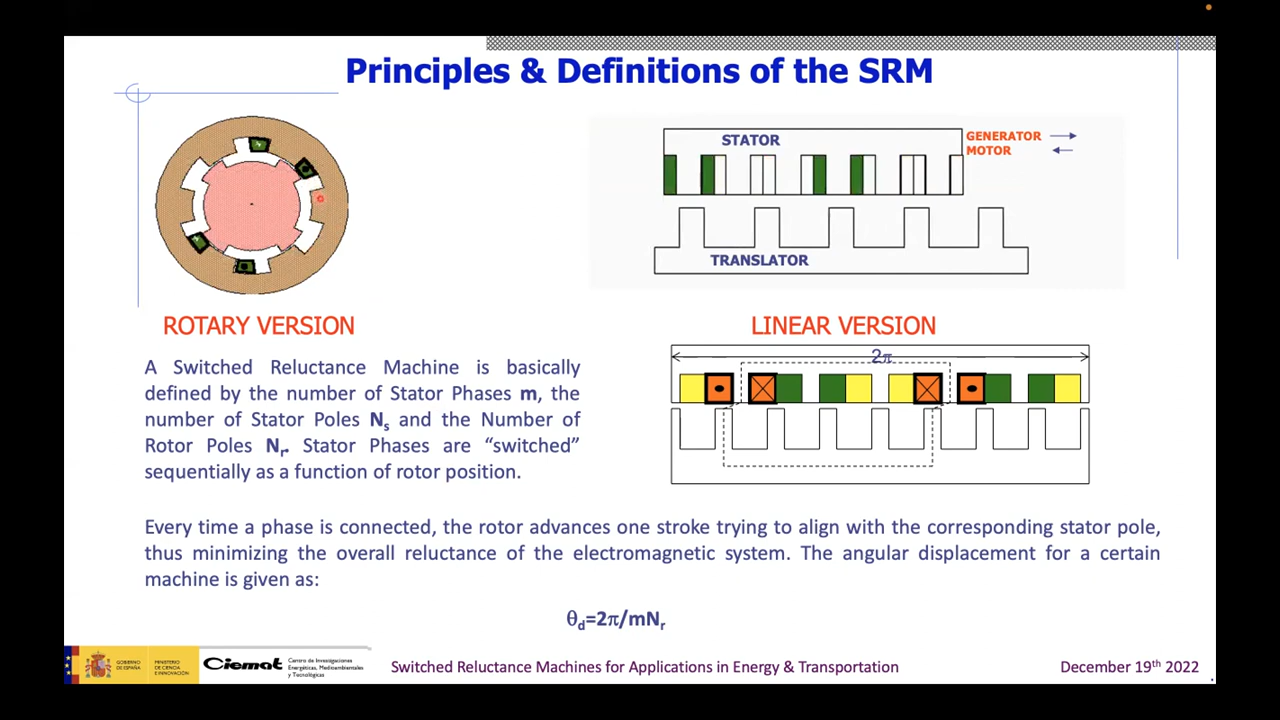 Principles & Definitions of the SRM
STATOR
GENERATOR
MOTOR
TRANSLATOR
ROTARY VERSION
LINEAR VERSION
2π
A Switched Reluctance Machine is basically
defined by the number of Stator Phases m, the
number of Stator Poles Ns and the Number of
Rotor Poles Nr. Stator Phases are “switched”
sequentially as a function of rotor position.
Every time a phase is connected, the rotor advances one stroke trying to align with the corresponding stator pole,
thus minimizing the overall reluctance of the electromagnetic system. The angular displacement for a certain
machine is given as:
θd=2π/mNr
GOBIERNO
DE ESPAÑA
MINISTERIO
DE CIENCIA
E INNOVACIÓN
Ciemat
Centro de Investigaciones
Energéticas, Medioambientales
y Tecnológicas
Switched Reluctance Machines for Applications in Energy & Transportation
December 19th 2022